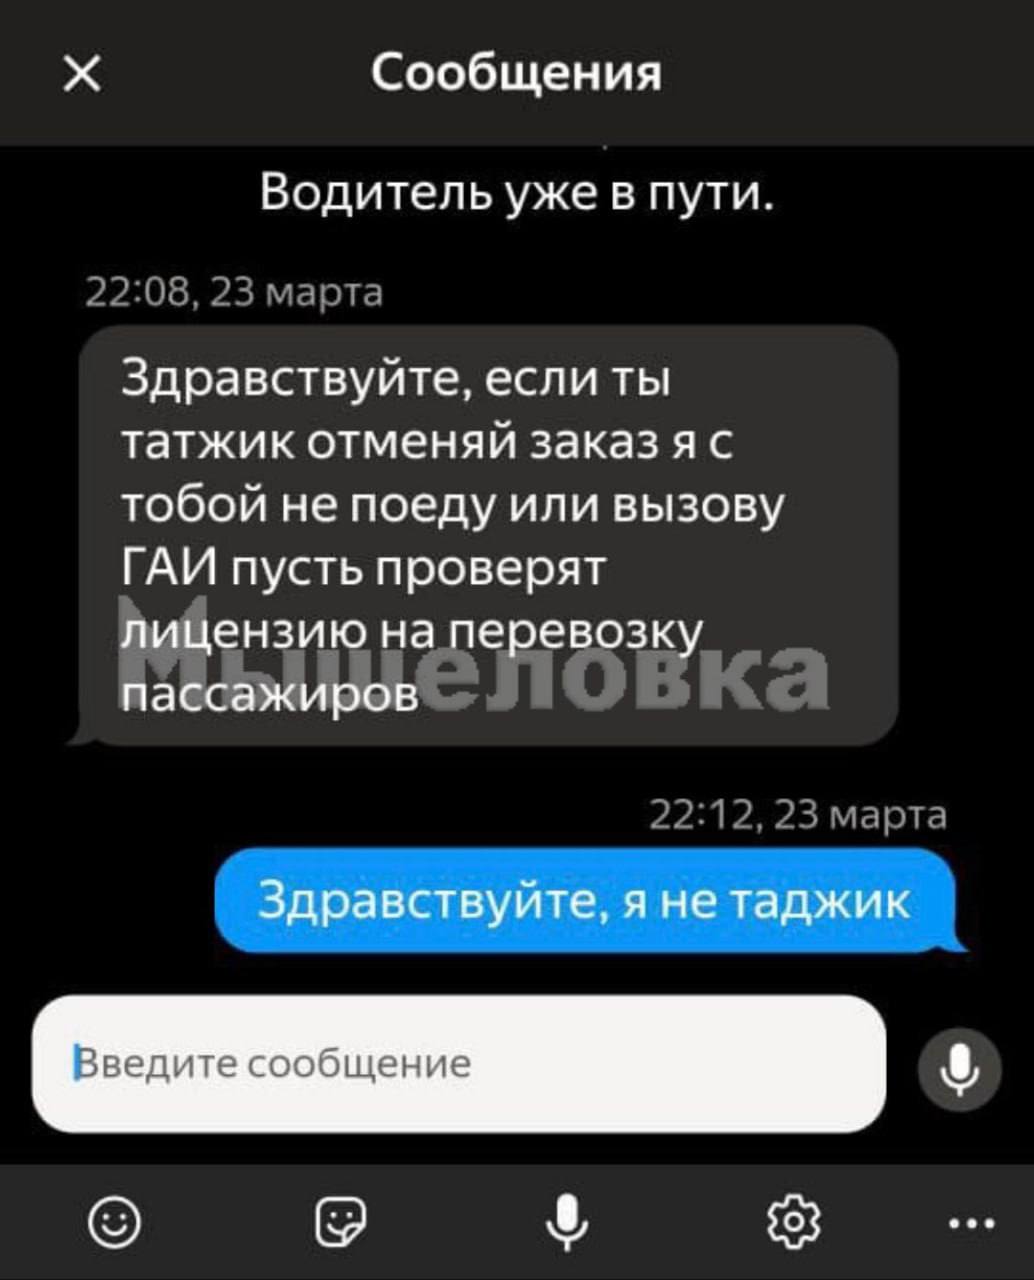 Сообщения
Водитель уже в пути.
22:08, 23 марта
Здравствуйте, если ты
татжик отменяй заказ я с
тобой не поеду или вызову
ГАИ пусть проверят
лицензию на перевозку
пассажиров
Мышеловка
22:12, 23 марта
Здравствуйте, я не таджик
Введите сообщение